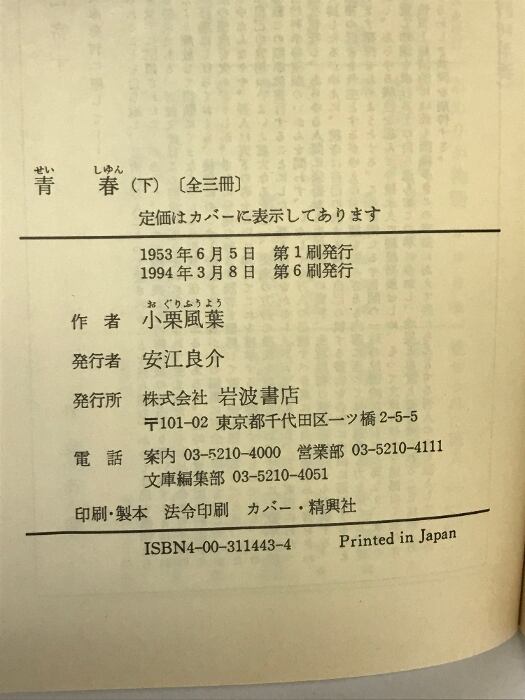 せい しゆん
青 春(下)〔全三冊〕
定価はカバーに表示してあります
1953年6月5日 第1刷発行
1994年3月8日 第6刷発行
おぐりふうよう
作者 小栗風葉
発行者 安江良介
発行所 株式会社 岩波書店
〒101-02 東京都千代田区一ツ橋2-5-5
電話 案内 03-5210-4000 営業部 03-5210-4111
文庫編集部 03-5210-4051
印刷・製本 法令印刷 カバー・精興社
ISBN4-00-311443-4 Printed in Japan